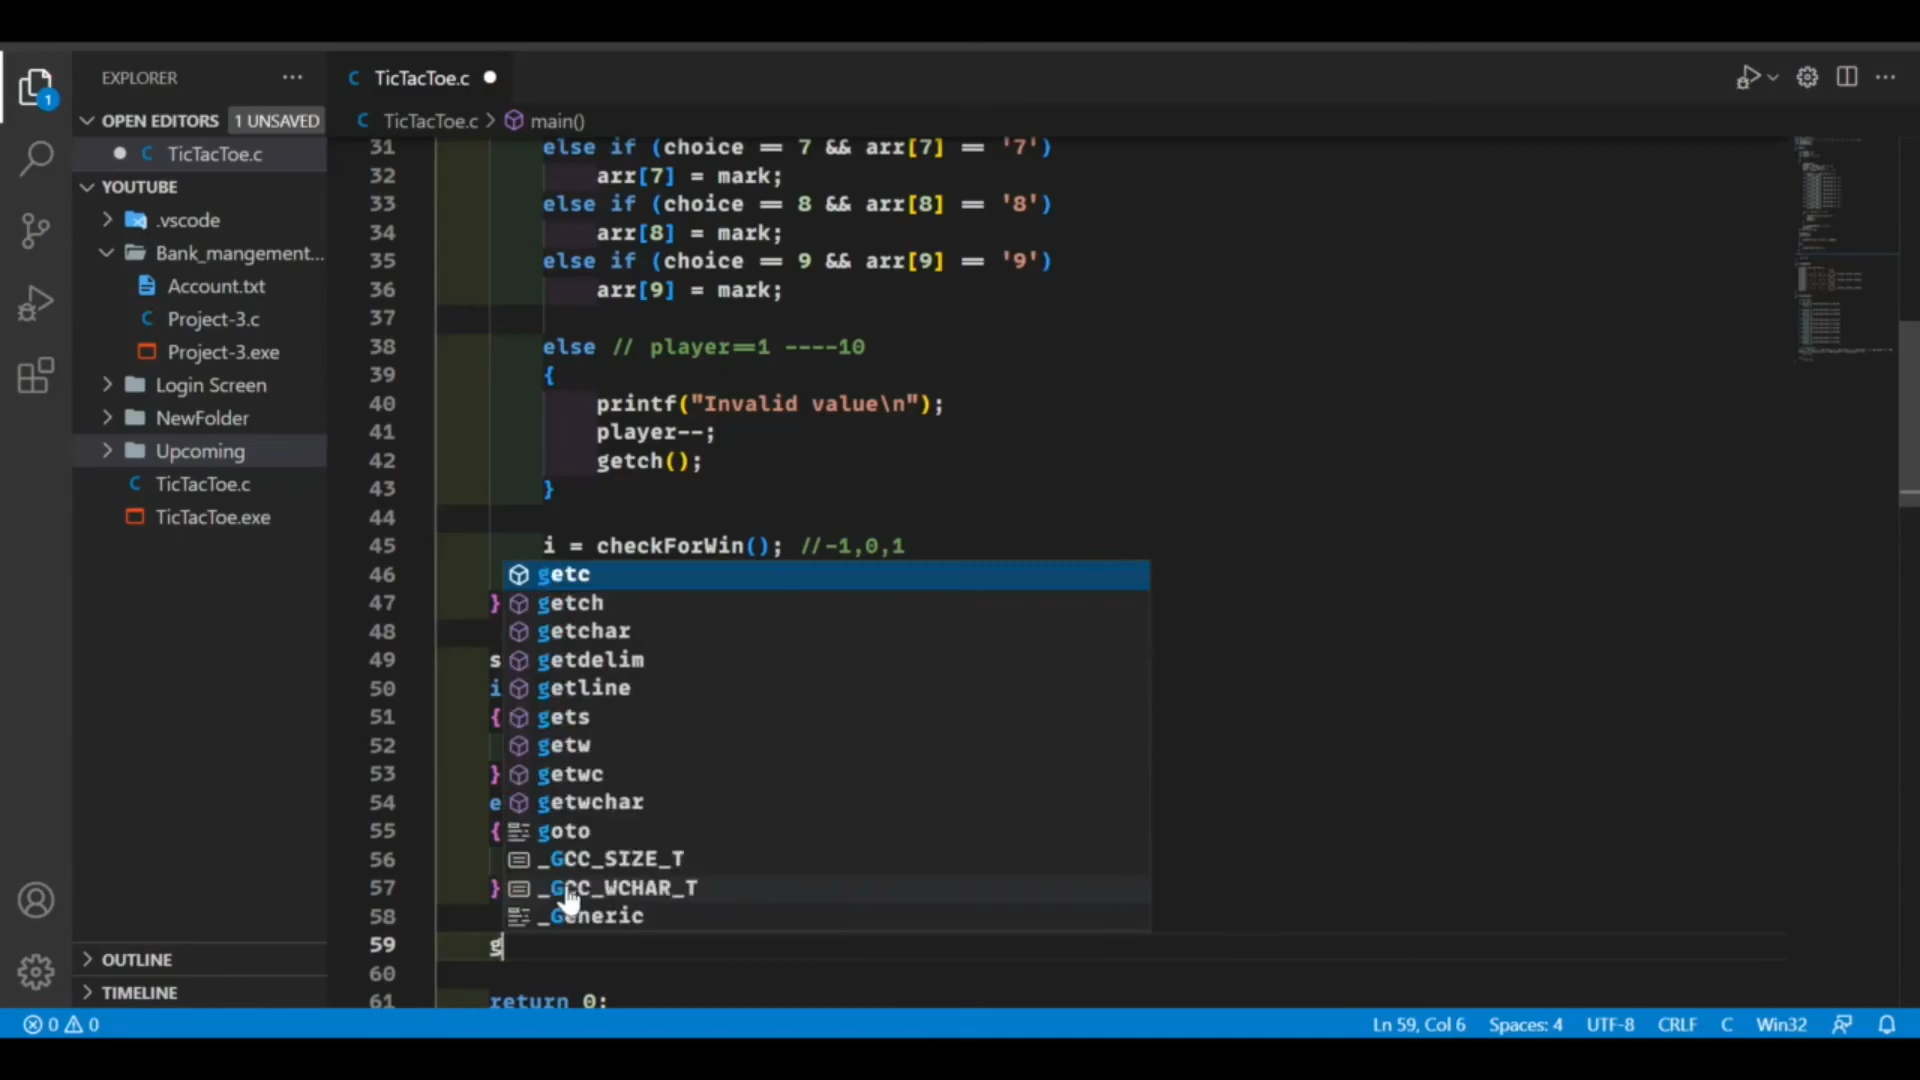 EXPLORER
TicTacToe.c
OPEN EDITORS 1 UNSAVED
TicTacToe.c > main()
TicTacToe.c
YOUTUBE
.vscode
Bank_mangement...
Account.txt
Project-3.c
Project-3.exe
Login Screen
NewFolder
Upcoming
TicTacToe.c
TicTacToe.exe
OUTLINE
TIMELINE
1
31 else if (choice == 7 && arr[7] == '7')
32 arr[7] = mark;
33 else if (choice == 8 && arr[8] == '8')
34 arr[8] = mark;
35 else if (choice == 9 && arr[9] == '9')
36 arr[9] = mark;
37
38 else // player==1 ----10
39 {
40 printf("Invalid value\n");
41 player--;
42 getch();
43 }
44
45 i = checkForWin(); //-1,0,1
46 getc
47 } getch
48 getchar
49 s getdelim
50 i getline
51 { gets
52 getw
53 } getwc
54 e getwchar
55 { goto
56 _GCC_SIZE_T
57 } _GCC_WCHAR_T
58 _Generic
59 g
60
61 return 0;
0 0 Ln 59, Col 6 Spaces: 4 UTF-8 CRLF C Win32